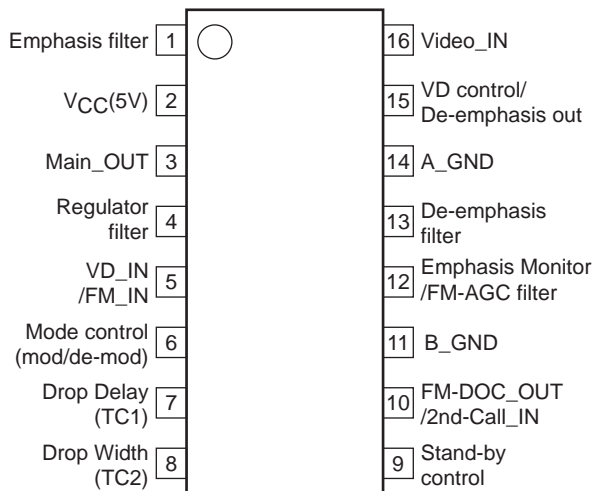 Emphasis filter 1
VCC(5V) 2
Main_OUT 3
Regulator
filter 4
VD_IN
/FM_IN 5
Mode control
(mod/de-mod) 6
Drop Delay
(TC1) 7
Drop Width
(TC2) 8
16 Video_IN
15 VD control/
De-emphasis out
14 A_GND
13 De-emphasis
filter
12 Emphasis Monitor
/FM-AGC filter
11 B_GND
10 FM-DOC_OUT
/2nd-Call_IN
9 Stand-by
control